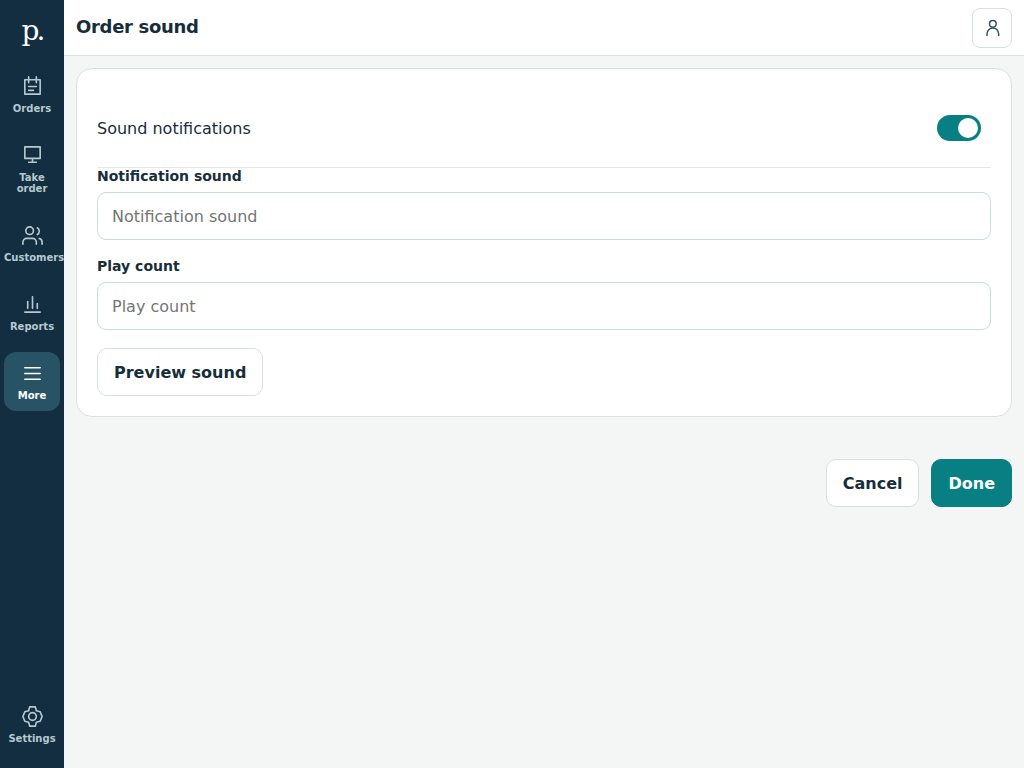 p.
Order sound
Orders
Take
order
Customers
Reports
More
Settings
Sound notifications
Notification sound
Notification sound
Play count
Play count
Preview sound
Cancel
Done